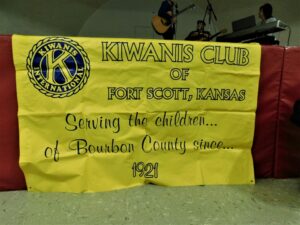 KIWANIS
INTERNATIONAL
K
KIWANIS CLUB
OF
FORT SCOTT, KANSAS
Serving the children...
of Bourbon County since...
1921